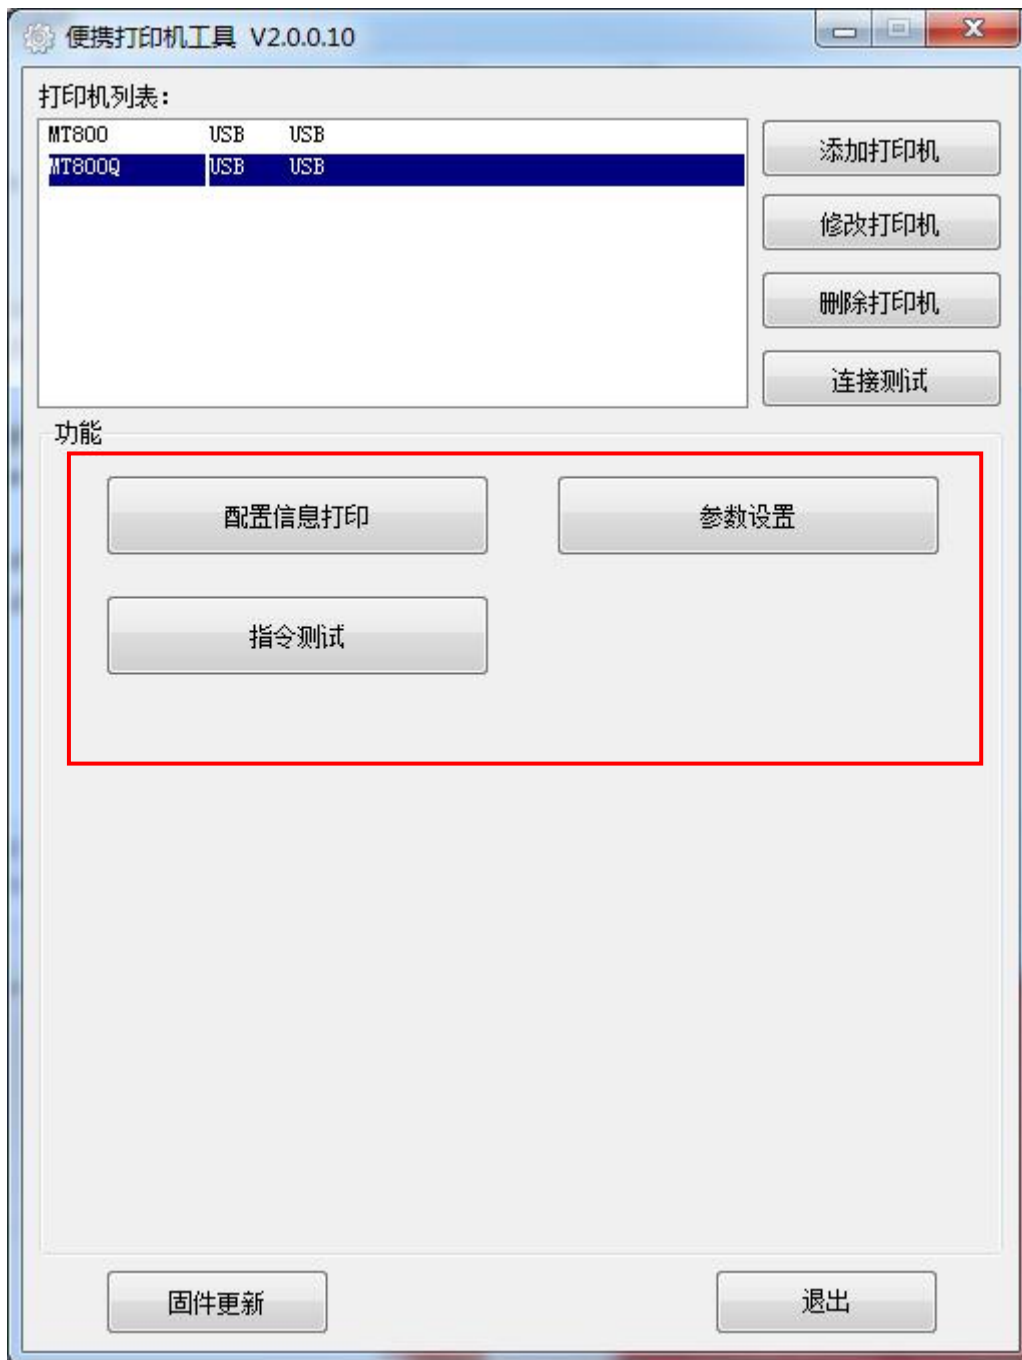 便携打印机工具 V2.0.0.10
打印机列表：
MT800 USB USB
MT800Q USB USB
添加打印机
修改打印机
删除打印机
连接测试
功能
配置信息打印
参数设置
指令测试
固件更新
退出